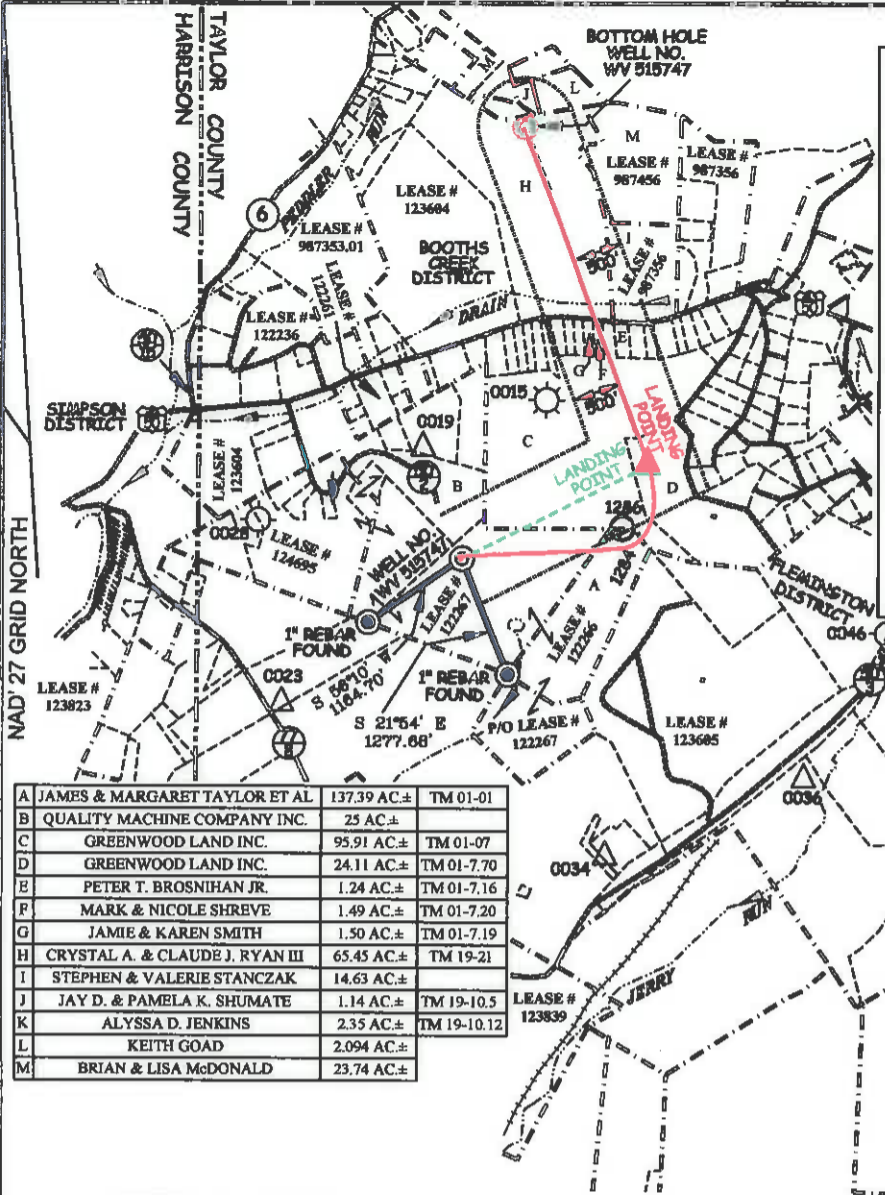 TAYLOR COUNTY
HARRISON COUNTY
BOTTOM HOLE
WELL NO.
WV 515747
M
J
L
M
LEASE #
987456
LEASE #
987356
H
LEASE #
123604
6
PEDDLER RUN
LEASE #
987353.01
BOOTHS
CREEK
DISTRICT
LEASE #
122261
500'
LEASE #
987356
LEASE #
122236
DRAIN
E
50
SIMPSON
DISTRICT
50
G
F
0015
500'
0019
LANDING
POINT
LANDING
POINT
C
B
D
LEASE #
123604
0028
LEASE #
124695
1286
WELL NO.
WV 515747
LEASE #
122267
LEASE #
122266
FLEMINGTON
DISTRICT
0046
1" REBAR
FOUND
1" REBAR
FOUND
NAD' 27 GRID NORTH
LEASE #
123823
0023
S 56°10' W
1164.70'
S 21°54' E
1277.68'
P/O LEASE #
122267
LEASE #
123605
77
0036
0034
JERRY RUN
LEASE #
123839
A JAMES & MARGARET TAYLOR ET AL 137.39 AC.± TM 01-01
B QUALITY MACHINE COMPANY INC. 25 AC.±
C GREENWOOD LAND INC. 95.91 AC.± TM 01-07
D GREENWOOD LAND INC. 24.11 AC.± TM 01-7.70
E PETER T. BROSNIHAN JR. 1.24 AC.± TM 01-7.16
F MARK & NICOLE SHREVE 1.49 AC.± TM 01-7.20
G JAMIE & KAREN SMITH 1.50 AC.± TM 01-7.19
H CRYSTAL A. & CLAUDE J. RYAN III 65.45 AC.± TM 19-21
I STEPHEN & VALERIE STANCZAK 14.63 AC.±
J JAY D. & PAMELA K. SHUMATE 1.14 AC.± TM 19-10.5
K ALYSSA D. JENKINS 2.35 AC.± TM 19-10.12
L KEITH GOAD 2.094 AC.±
M BRIAN & LISA McDONALD 23.74 AC.±